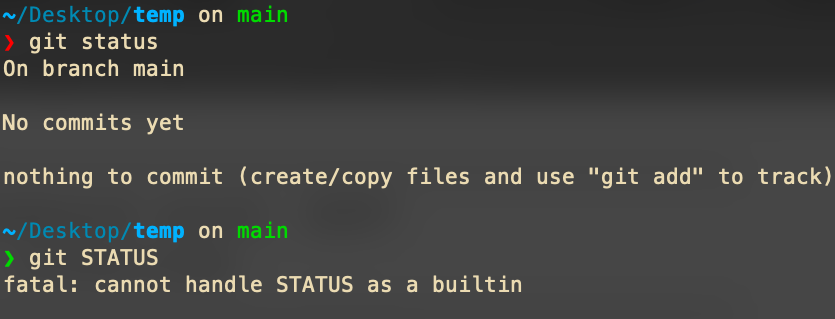 ~/Desktop/temp on main
❯ git status
On branch main
No commits yet
nothing to commit (create/copy files and use "git add" to track)
~/Desktop/temp on main
❯ git STATUS
fatal: cannot handle STATUS as a builtin